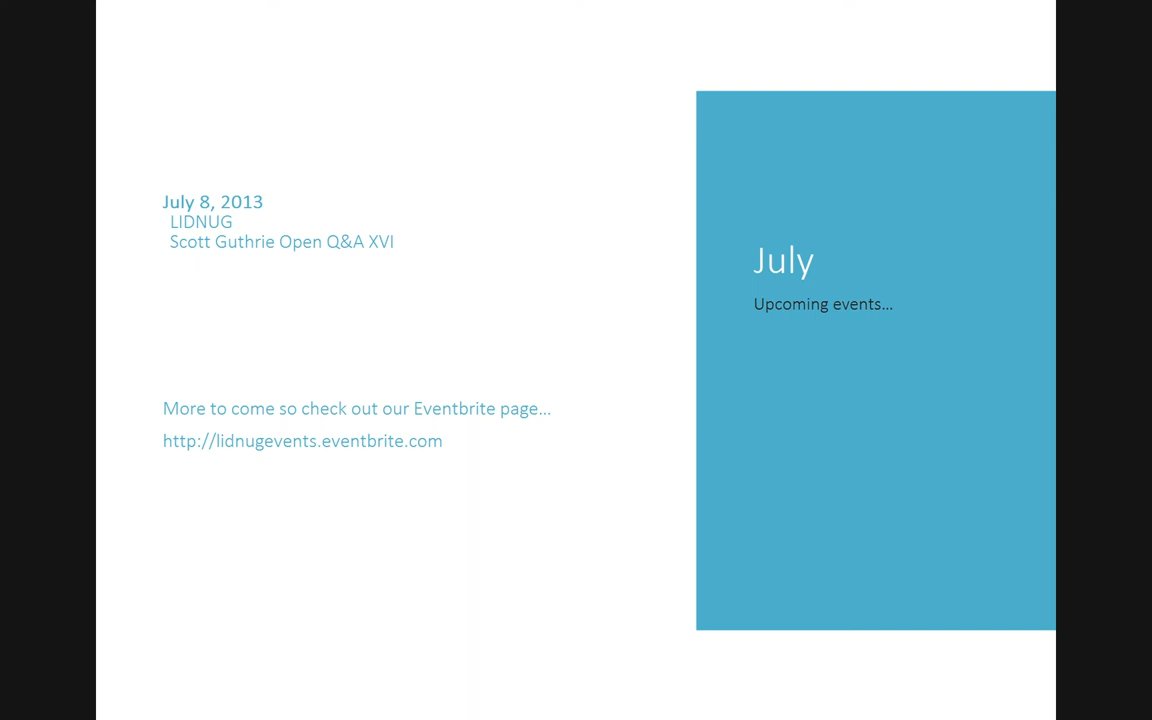 July 8, 2013
LIDNUG
Scott Guthrie Open Q&A XVI
More to come so check out our Eventbrite page…
http://lidnugevents.eventbrite.com
July
Upcoming events…